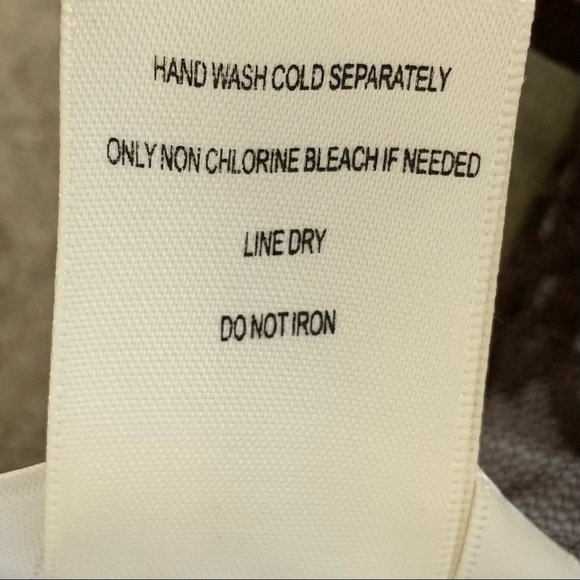 HAND WASH COLD SEPARATELY
ONLY NON CHLORINE BLEACH IF NEEDED
LINE DRY
DO NOT IRON